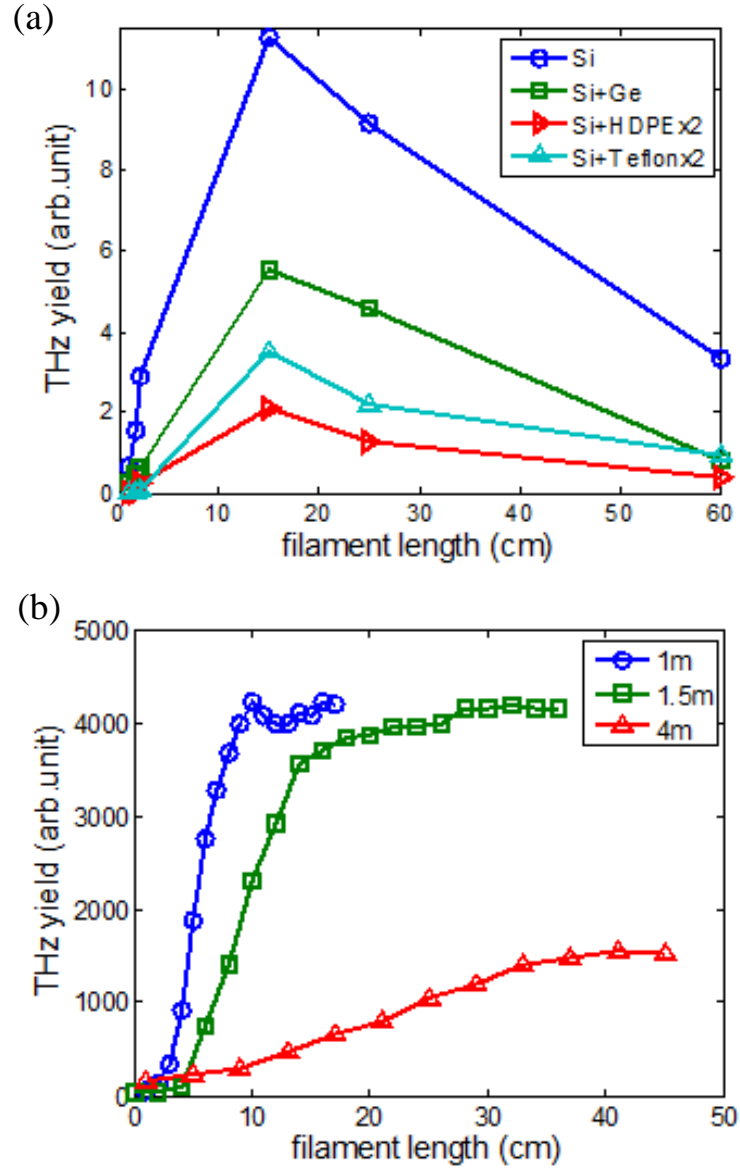 (a)
Si
Si+Ge
Si+HDPEx2
Si+Teflonx2
10
8
6
4
2
0
THz yield (arb.unit)
0 10 20 30 40 50 60
filament length (cm)
(b)
1m
1.5m
4m
5000
4000
3000
2000
1000
0
THz yield (arb.unit)
0 10 20 30 40 50
filament length (cm)